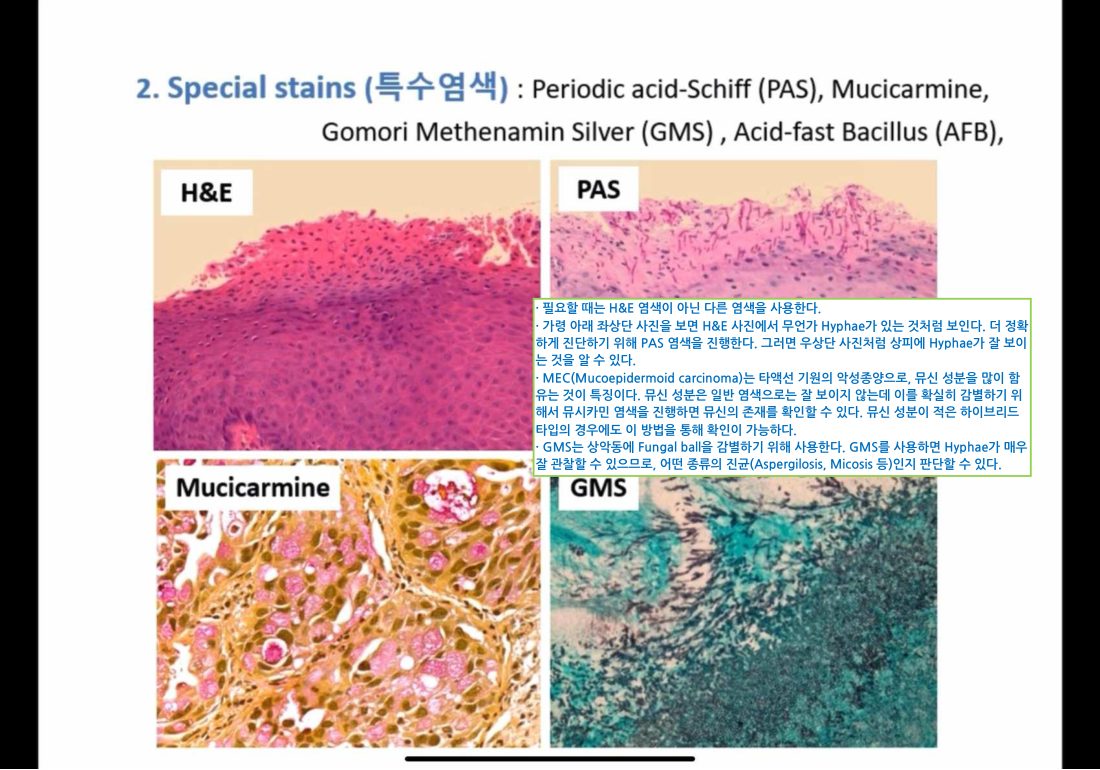 2. Special stains (특수염색) : Periodic acid-Schiff (PAS), Mucicarmine,
Gomori Methenamin Silver (GMS) , Acid-fast Bacillus (AFB),
H&E
PAS
· 필요할 때는 H&E 염색이 아닌 다른 염색을 사용한다.
· 가령 아래 좌상단 사진을 보면 H&E 사진에서 무언가 Hyphae가 있는 것처럼 보인다. 더 정확
하게 진단하기 위해 PAS 염색을 진행한다. 그러면 우상단 사진처럼 상피에 Hyphae가 잘 보이
는 것을 알 수 있다.
· MEC(Mucoepidermoid carcinoma)는 타액선 기원의 악성종양으로, 뮤신 성분을 많이 함
유는 것이 특징이다. 뮤신 성분은 일반 염색으로는 잘 보이지 않는데 이를 확실히 감별하기 위
해서 뮤시카민 염색을 진행하면 뮤신의 존재를 확인할 수 있다. 뮤신 성분이 적은 하이브리드
타입의 경우에도 이 방법을 통해 확인이 가능하다.
· GMS는 상악동에 Fungal ball을 감별하기 위해 사용한다. GMS를 사용하면 Hyphae가 매우
잘 관찰할 수 있으므로, 어떤 종류의 진균(Aspergilosis, Micosis 등)인지 판단할 수 있다.
Mucicarmine
GMS